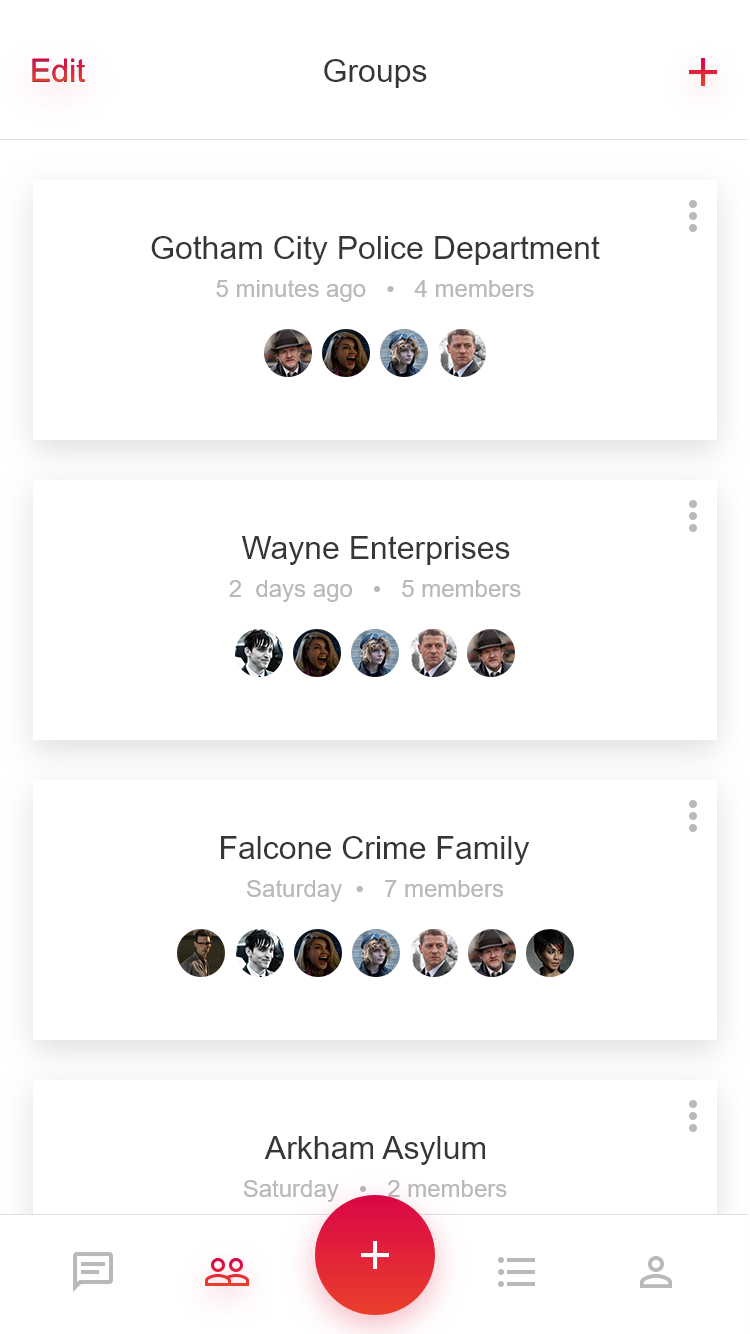 Edit Groups
Gotham City Police Department
5 minutes ago • 4 members
Wayne Enterprises
2 days ago • 5 members
Falcone Crime Family
Saturday • 7 members
Arkham Asylum
Saturday • 2 members